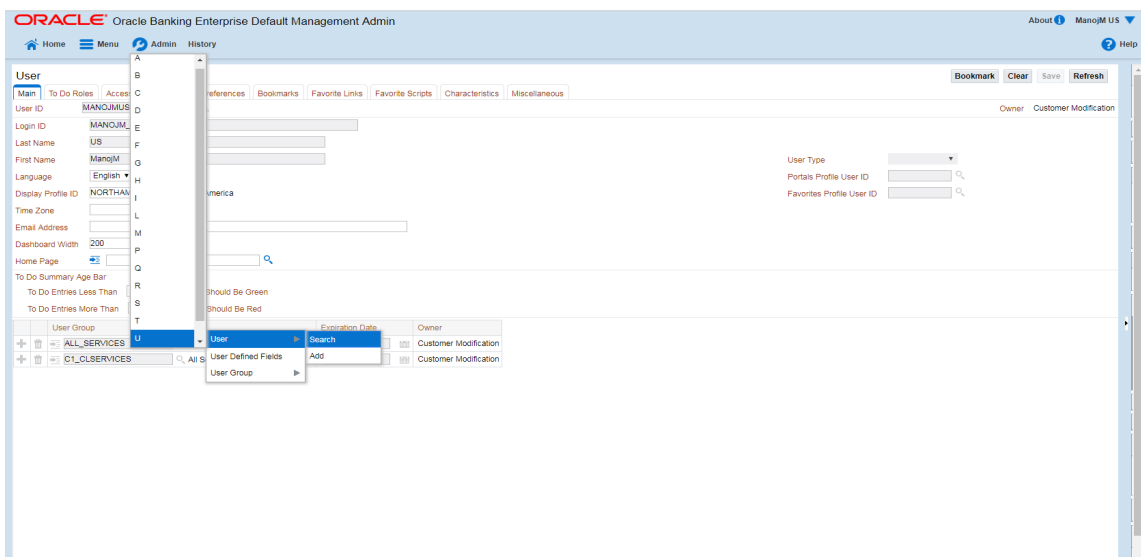 ORACLE Oracle Banking Enterprise Default Management Admin About ManojM US
Home Menu Admin History Help
User Bookmark Clear Save Refresh
Main To Do Roles Acces eferences Bookmarks Favorite Links Favorite Scripts Characteristics Miscellaneous
User ID MANOJMUS Owner Customer Modification
Login ID MANOJM_
Last Name US
First Name ManojM User Type
Language English Portals Profile User ID
Display Profile ID NORTHAM merica Favorites Profile User ID
Time Zone
Email Address
Dashboard Width 200
Home Page
To Do Summary Age Bar
To Do Entries Less Than Should Be Green
To Do Entries More Than Should Be Red
User Group Expiration Date Owner
ALL_SERVICES Customer Modification
C1_CLSERVICES All S Customer Modification
A
B
C
D
E
F
G
H
I
L
M
P
Q
R
S
T
U
User
User Defined Fields
User Group
Search
Add